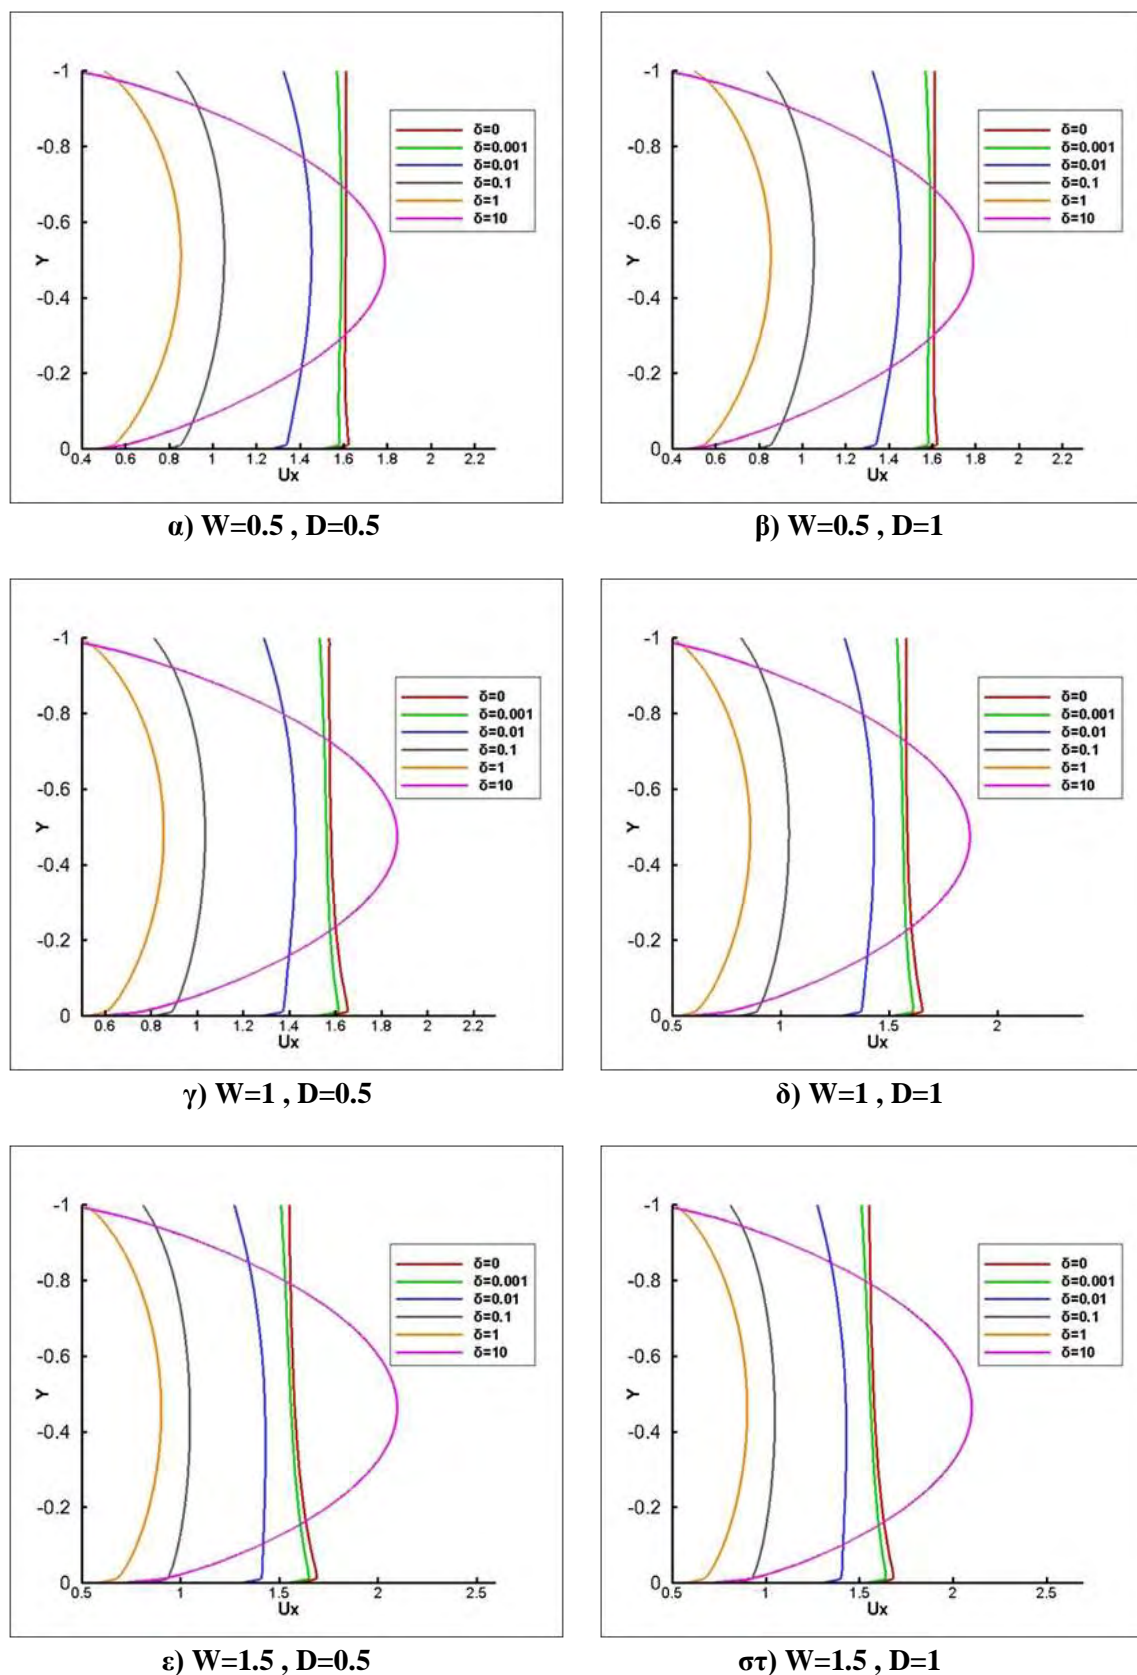 -1
-0.8
-0.6
Y
-0.4
-0.2
0
0.4 0.6 0.8 1 1.2 1.4 1.6 1.8 2 2.2
Ux
δ=0
δ=0.001
δ=0.01
δ=0.1
δ=1
δ=10
α) W=0.5 , D=0.5
-1
-0.8
-0.6
Y
-0.4
-0.2
0
0.4 0.6 0.8 1 1.2 1.4 1.6 1.8 2 2.2
Ux
δ=0
δ=0.001
δ=0.01
δ=0.1
δ=1
δ=10
β) W=0.5 , D=1
-1
-0.8
-0.6
Y
-0.4
-0.2
0
0.6 0.8 1 1.2 1.4 1.6 1.8 2 2.2
Ux
δ=0
δ=0.001
δ=0.01
δ=0.1
δ=1
δ=10
γ) W=1 , D=0.5
-1
-0.8
-0.6
Y
-0.4
-0.2
0
0.5 1 1.5 2
Ux
δ=0
δ=0.001
δ=0.01
δ=0.1
δ=1
δ=10
δ) W=1 , D=1
-1
-0.8
-0.6
Y
-0.4
-0.2
0
0.5 1 1.5 2 2.5
Ux
δ=0
δ=0.001
δ=0.01
δ=0.1
δ=1
δ=10
ε) W=1.5 , D=0.5
-1
-0.8
-0.6
Y
-0.4
-0.2
0
0.5 1 1.5 2 2.5
Ux
δ=0
δ=0.001
δ=0.01
δ=0.1
δ=1
δ=10
στ) W=1.5 , D=1